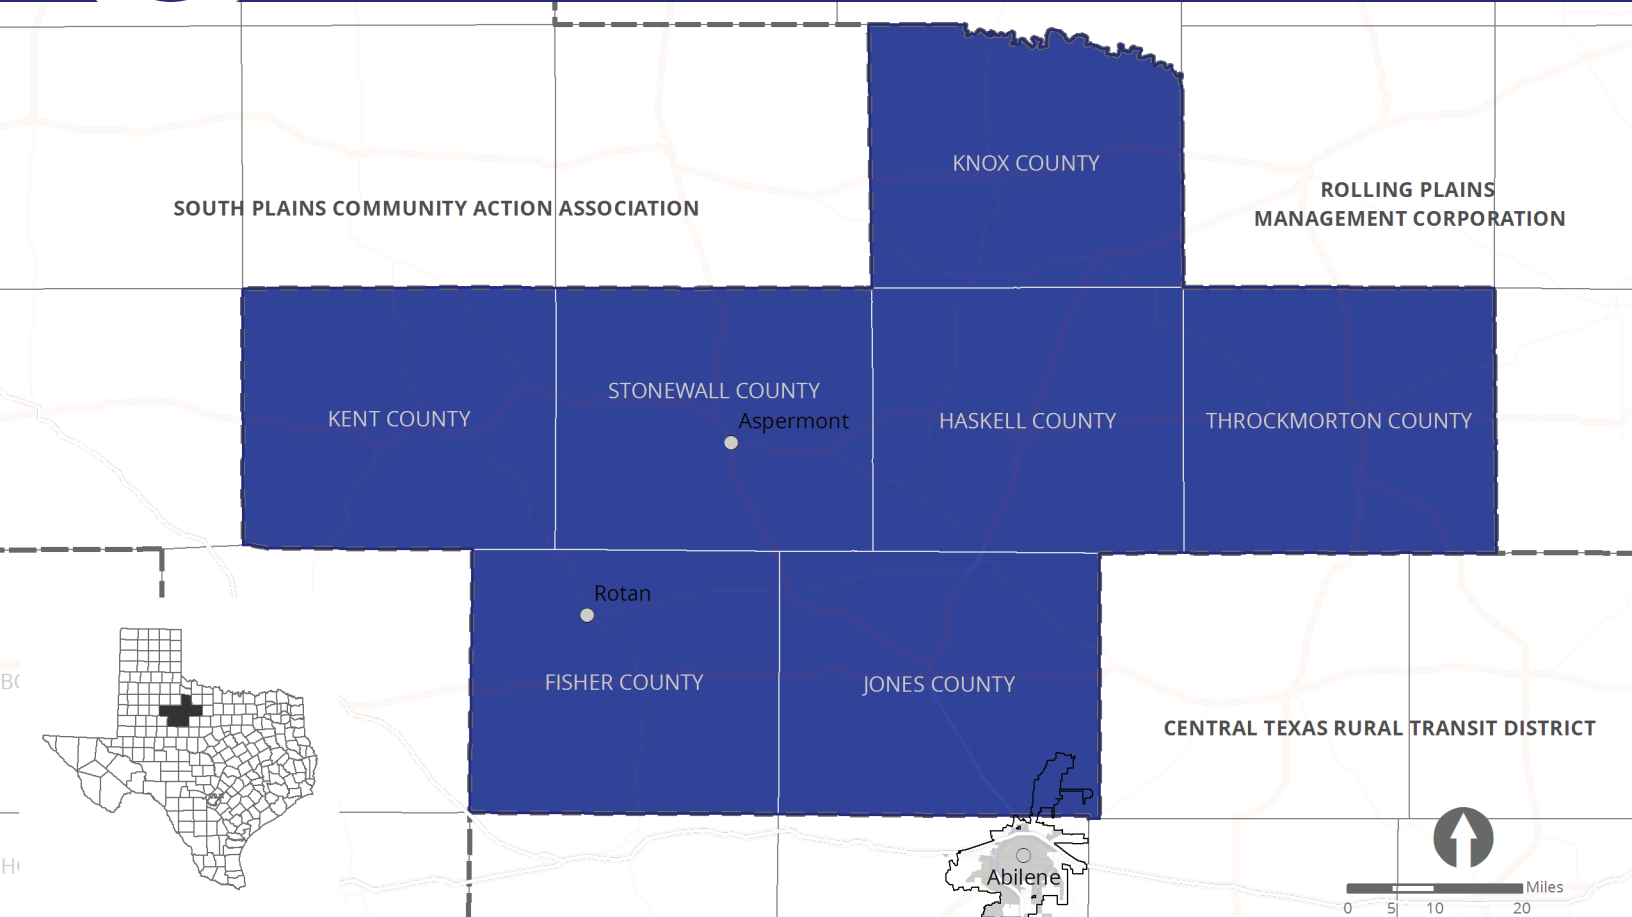 KNOX COUNTY
ROLLING PLAINS
MANAGEMENT CORPORATION
SOUTH PLAINS COMMUNITY ACTION ASSOCIATION
STONEWALL COUNTY
KENT COUNTY
Aspermont
HASKELL COUNTY
THROCKMORTON COUNTY
Rotan
FISHER COUNTY
JONES COUNTY
CENTRAL TEXAS RURAL TRANSIT DISTRICT
Abilene
Miles
0 5 10 20